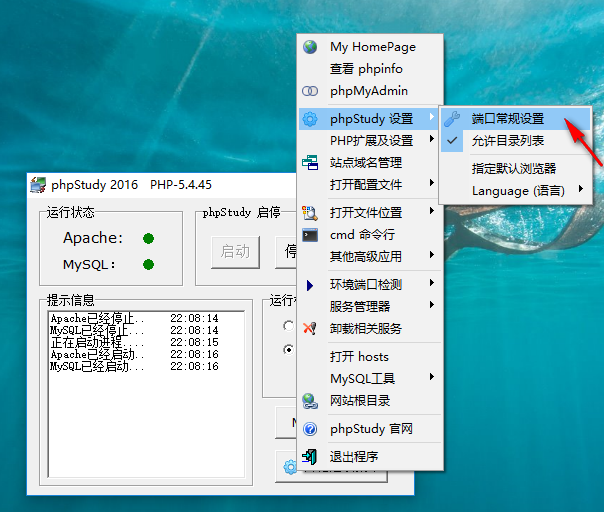 My HomePage
查看 phpinfo
phpMyAdmin
phpStudy 设置
端口常规设置
PHP扩展及设置
允许目录列表
站点域名管理
指定默认浏览器
打开配置文件
Language (语言)
phpStudy 2016 PHP-5.4.45
运行状态
phpStudy 启停
打开文件位置
Apache:
启动
停
cmd 命令行
MySQL:
其他高级应用
环境端口检测
提示信息
服务管理器
Apache已经停止.. 22:08:14
MySQL已经停止... 22:08:14
正在启动进程.... 22:08:15
Apache已经启动.. 22:08:16
MySQL已经启动... 22:08:16
卸载相关服务
打开 hosts
MySQL工具
网站根目录
phpStudy 官网
退出程序